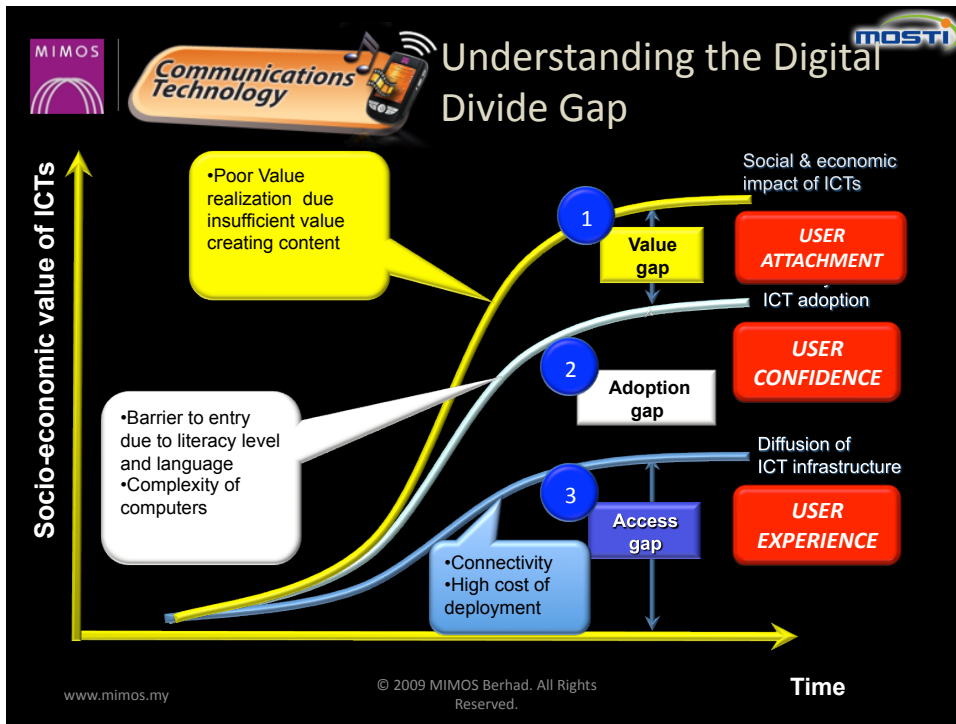 MIMOS
Communications
Technology
Understanding the Digital
Divide Gap
MOSTI
Socio-economic value of ICTs
•Poor Value
realization due
insufficient value
creating content
1
Value
gap
Social & economic
impact of ICTs
USER
ATTACHMENT
ICT adoption
2
Adoption
gap
USER
CONFIDENCE
•Barrier to entry
due to literacy level
and language
•Complexity of
computers
Diffusion of
ICT infrastructure
3
Access
gap
USER
EXPERIENCE
•Connectivity
•High cost of
deployment
Time
www.mimos.my
© 2009 MIMOS Berhad. All Rights
Reserved.